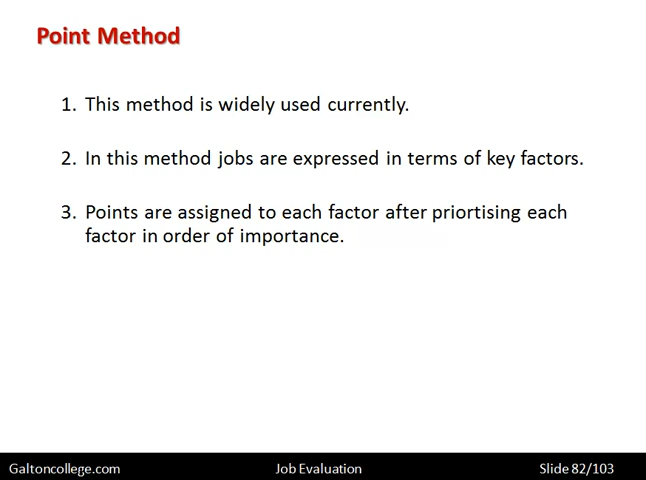 Point Method
1. This method is widely used currently.
2. In this method jobs are expressed in terms of key factors.
3. Points are assigned to each factor after priortising each
factor in order of importance.
Galtoncollege.com Job Evaluation Slide 82/103